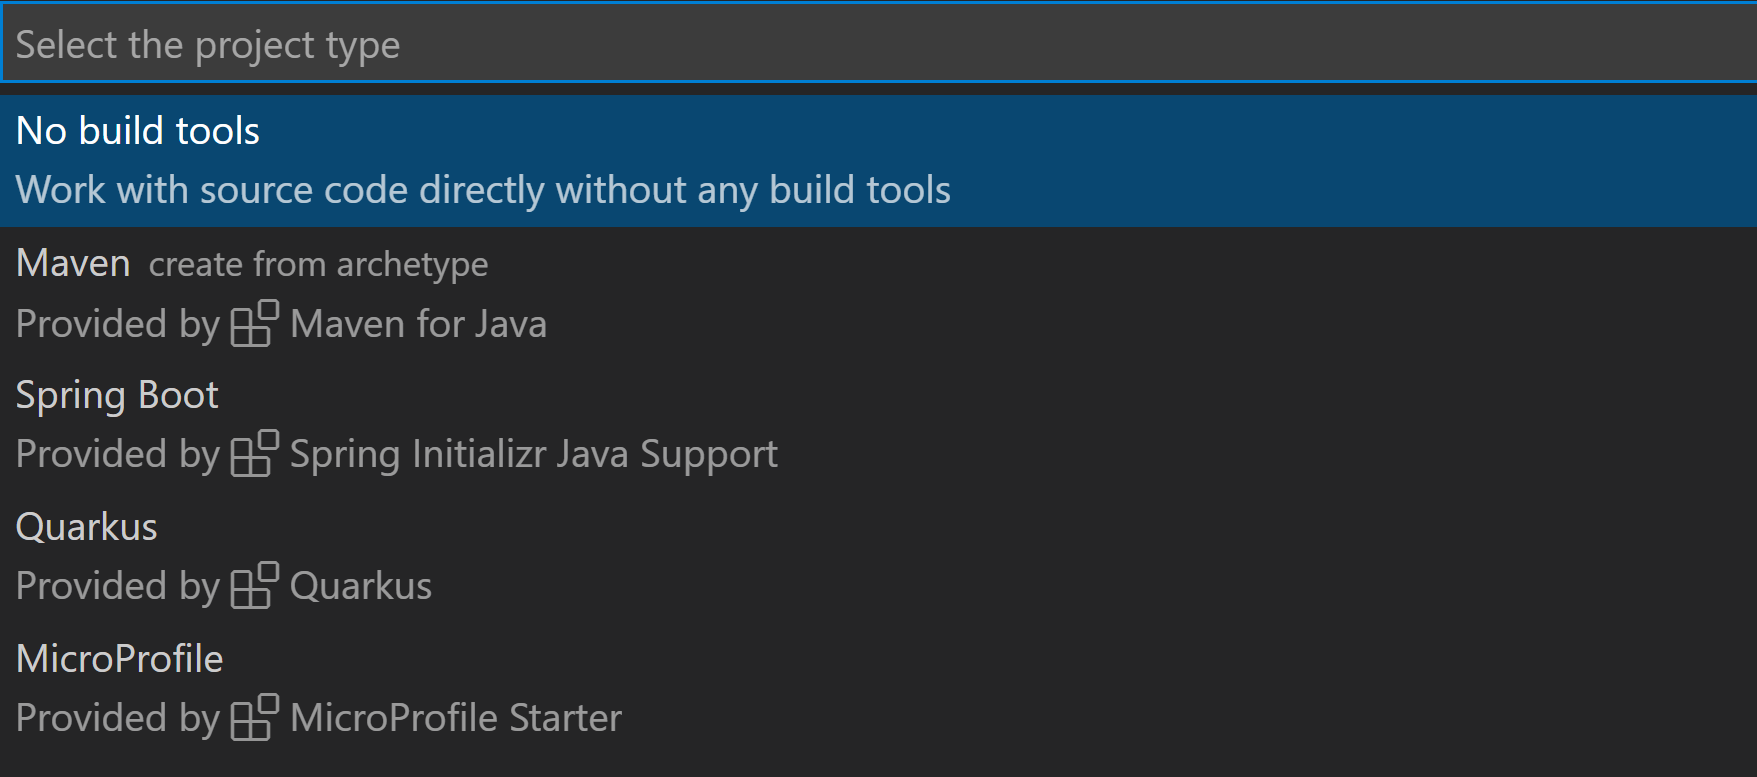 Select the project type
No build tools
Work with source code directly without any build tools
Maven create from archetype
Provided by Maven for Java
Spring Boot
Provided by Spring Initializr Java Support
Quarkus
Provided by Quarkus
MicroProfile
Provided by MicroProfile Starter